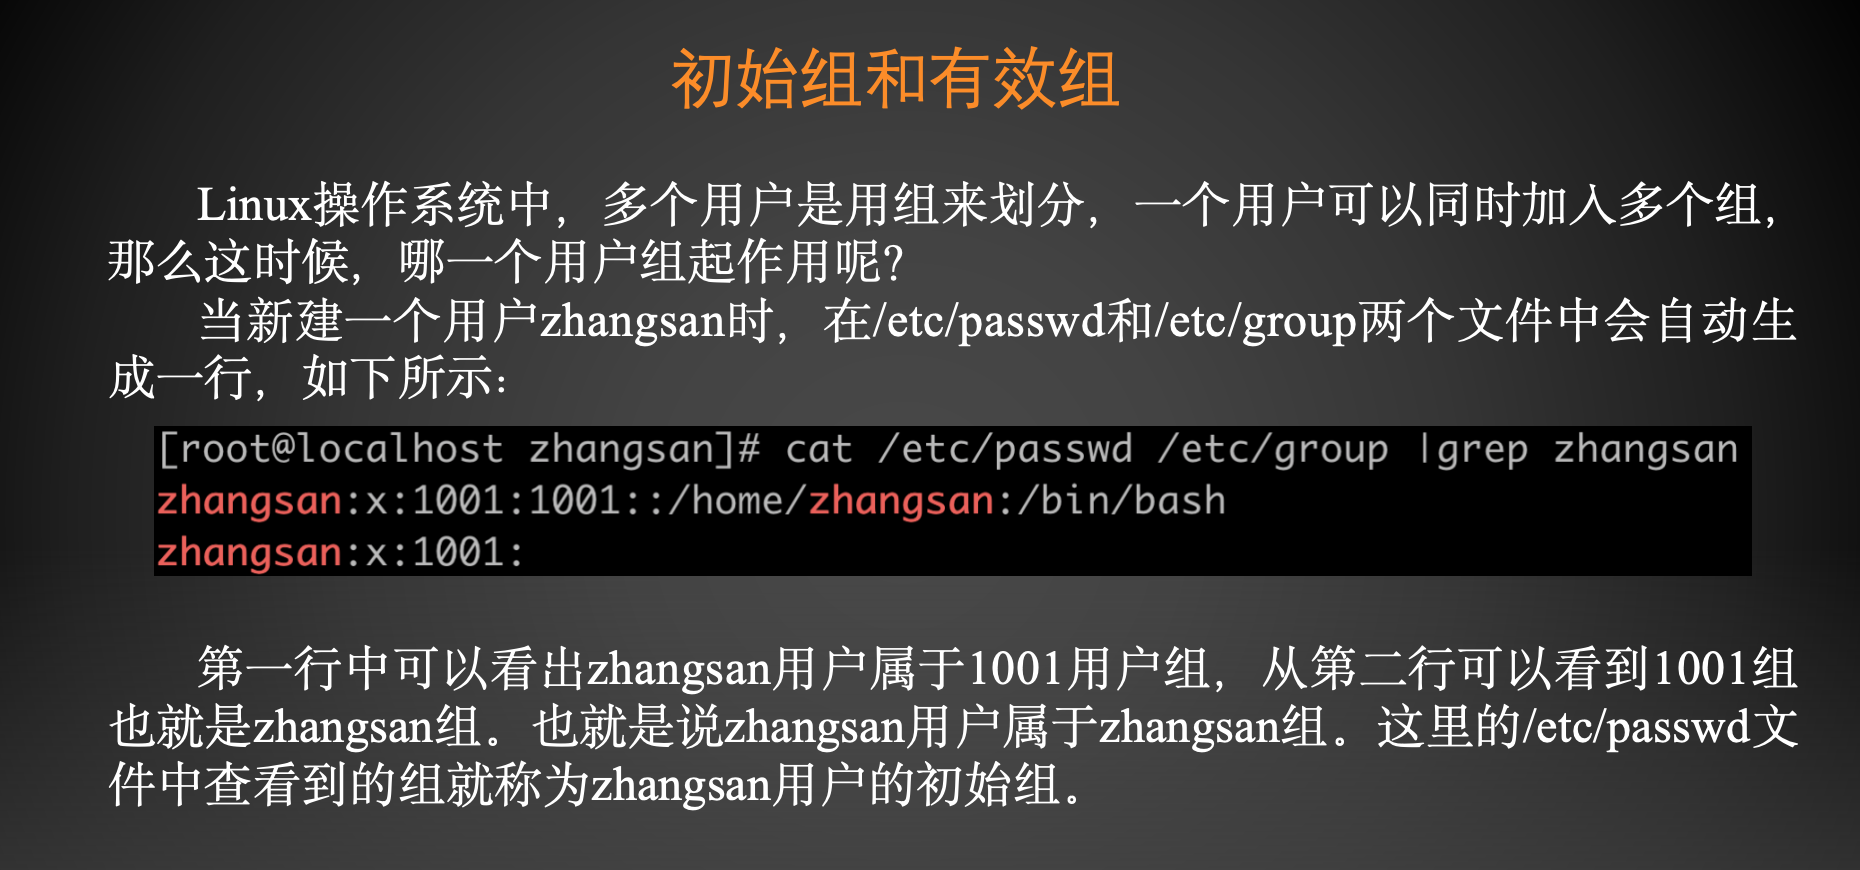 初始组和有效组
Linux操作系统中，多个用户是用组来划分，一个用户可以同时加入多个组，
那么这时候，哪一个用户组起作用呢？
当新建一个用户zhangsan时，在/etc/passwd和/etc/group两个文件中会自动生
成一行，如下所示：
[root@localhost zhangsan]# cat /etc/passwd /etc/group |grep zhangsan
zhangsan:x:1001:1001::/home/zhangsan:/bin/bash
zhangsan:x:1001:
第一行中可以看出zhangsan用户属于1001用户组，从第二行可以看到1001组
也就是zhangsan组。也就是说zhangsan用户属于zhangsan组。这里的/etc/passwd文
件中查看到的组就称为zhangsan用户的初始组。